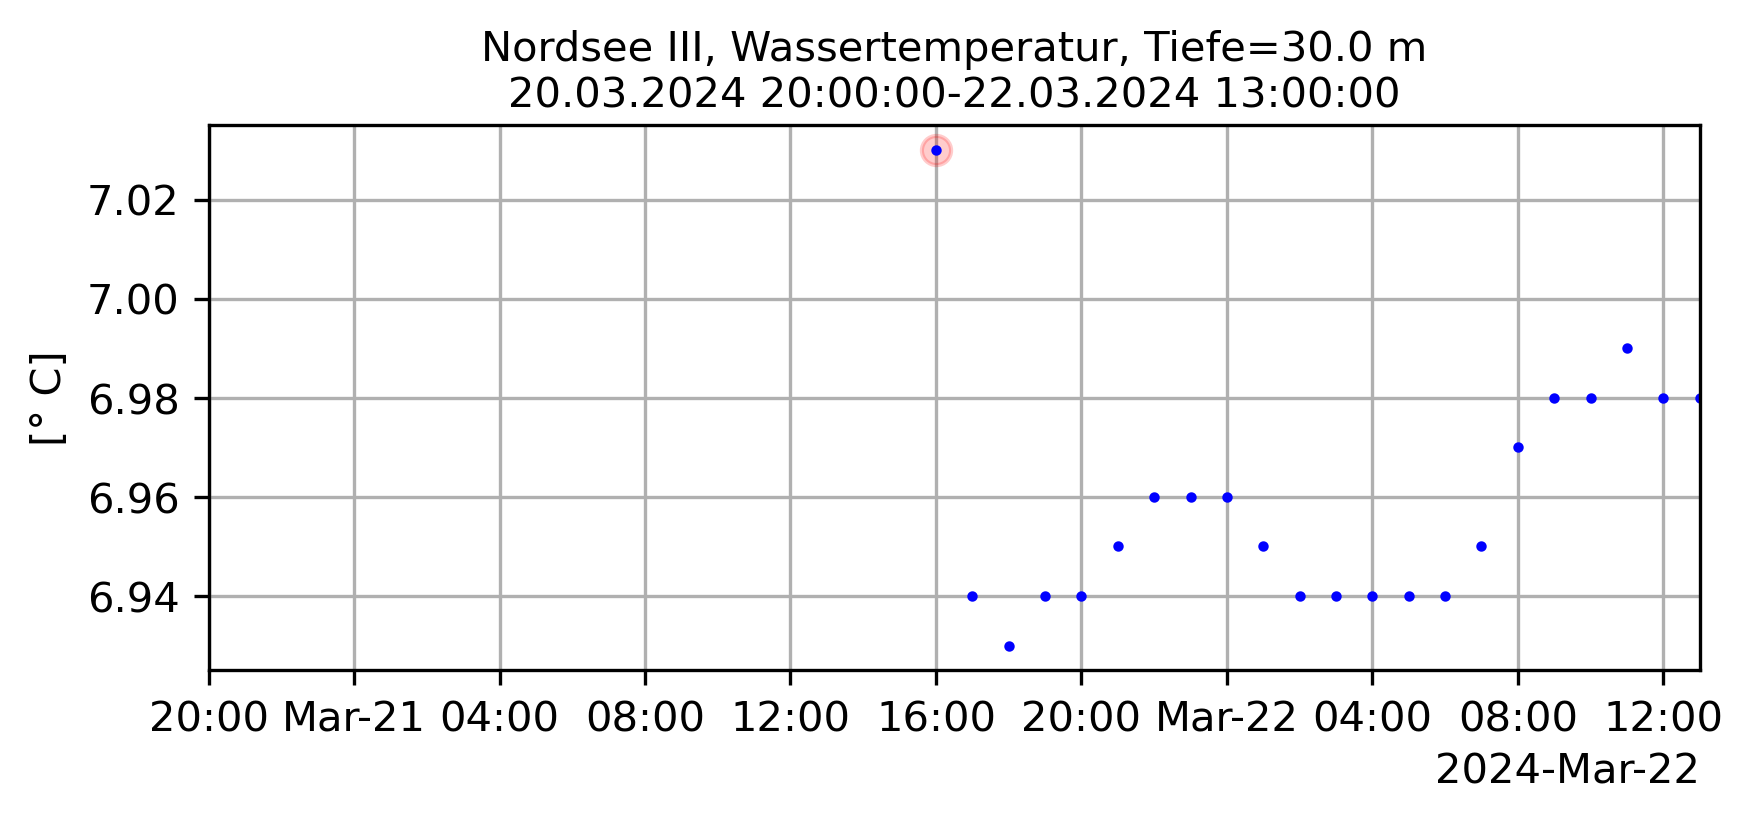 Nordsee III, Wassertemperatur, Tiefe=30.0 m
20.03.2024 20:00:00-22.03.2024 13:00:00
7.02
7.00
6.98
6.96
6.94
[° C]
20:00 Mar-21 04:00 08:00 12:00 16:00 20:00 Mar-22 04:00 08:00 12:00
2024-Mar-22